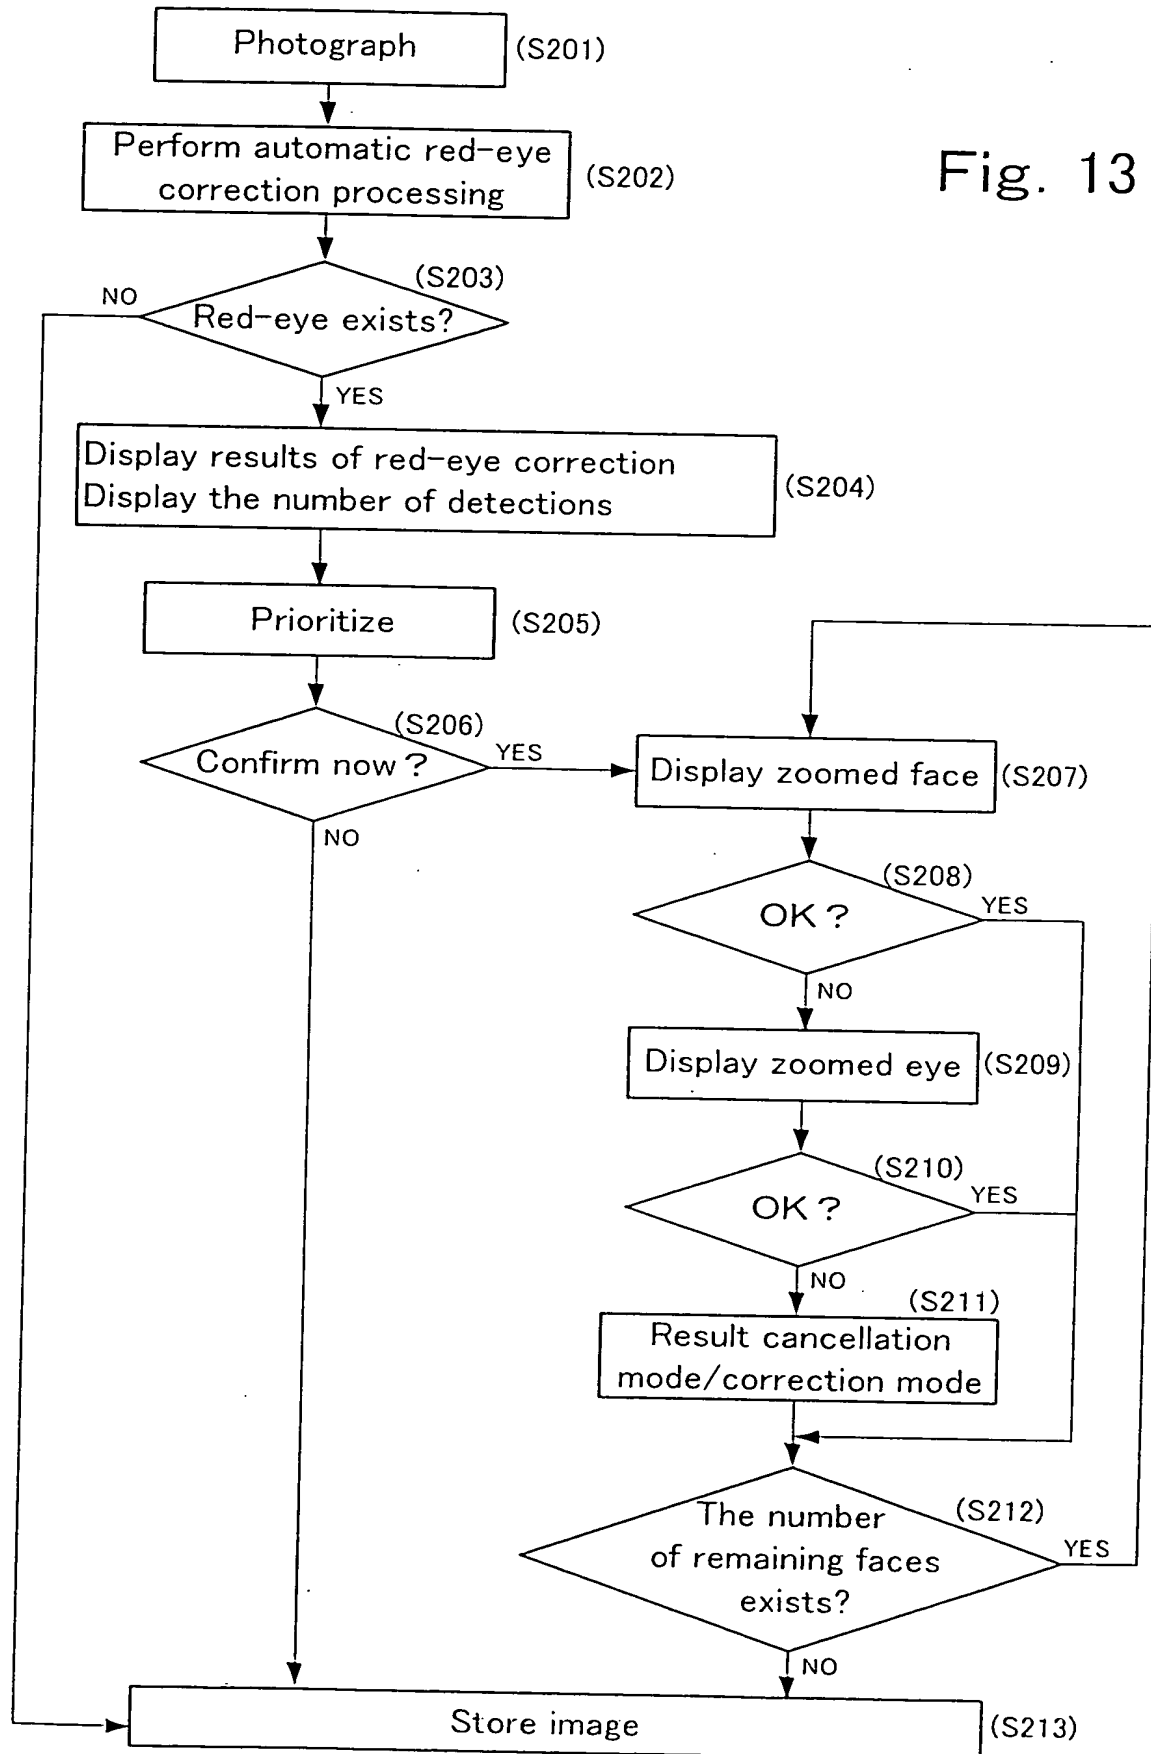 Photograph
(S201)
Fig. 13
Perform automatic red-eye
correction processing
(S202)
(S203)
NO
Red-eye exists?
YES
Display results of red-eye correction
Display the number of detections
(S204)
Prioritize
(S205)
(S206)
Confirm now?
YES
NO
Display zoomed face
(S207)
(S208)
OK?
YES
NO
Display zoomed eye
(S209)
(S210)
OK?
YES
NO
(S211)
Result cancellation
mode/correction mode
(S212)
The number
of remaining faces
exists?
YES
NO
Store image
(S213)